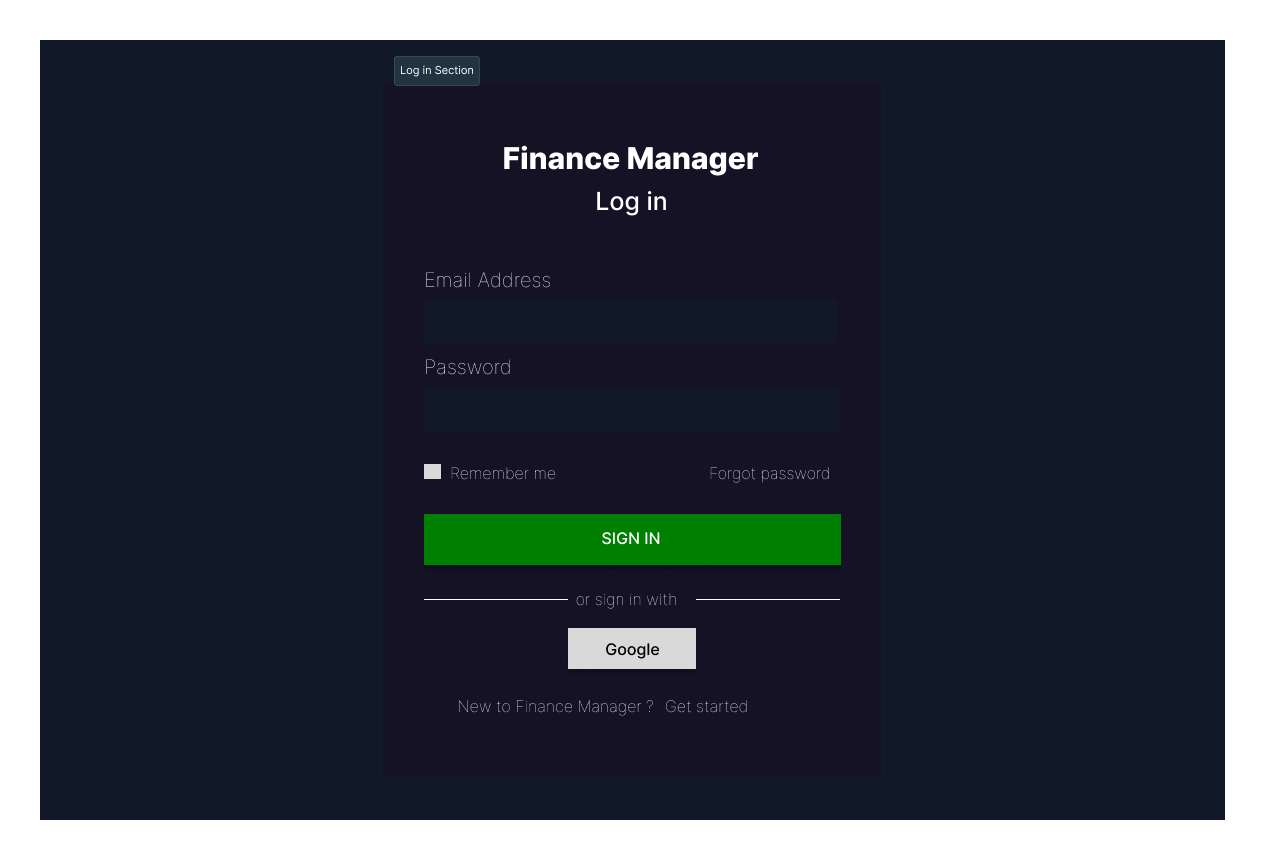 Log in Section
Finance Manager
Log in
Email Address
Password
Remember me Forgot password
SIGN IN
or sign in with
Google
New to Finance Manager ? Get started